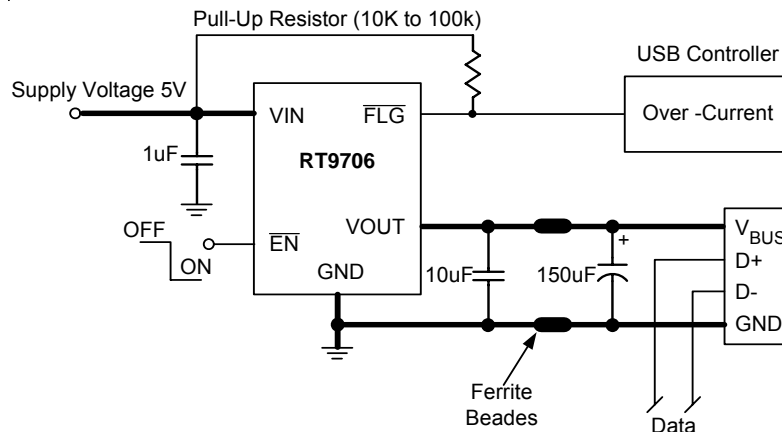 Pull-Up Resistor (10K to 100k)
USB Controller
Supply Voltage 5V
VIN
FLG
Over -Current
1uF
RT9706
OFF
ON
EN
VOUT
GND
10uF
150uF
+
VBUS
D+
D-
GND
Ferrite
Beades
Data